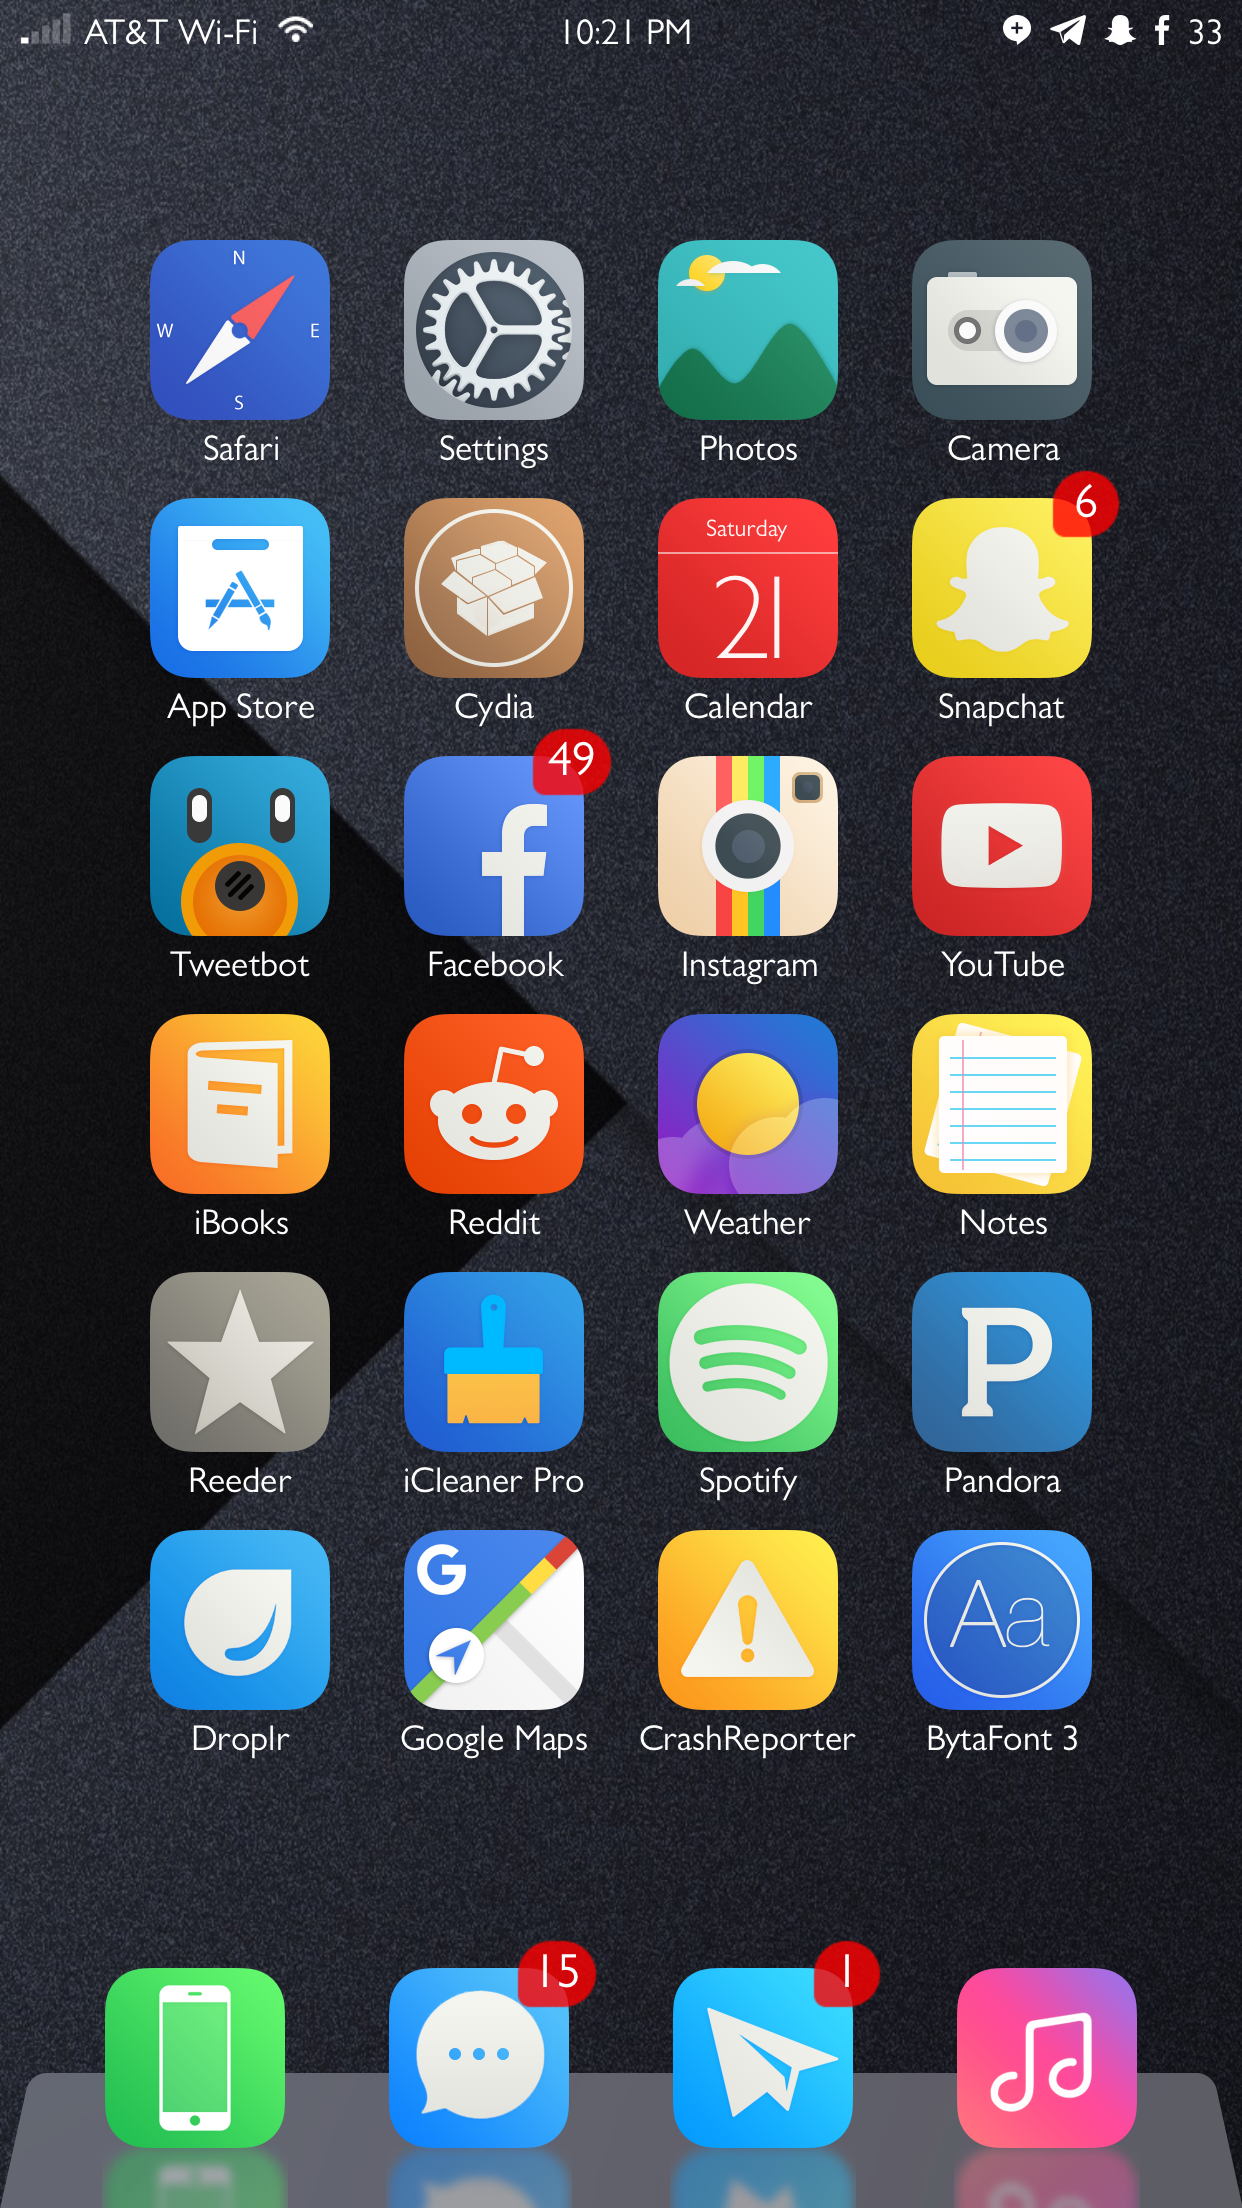 AT&T Wi-Fi 10:21 PM 33
N
W E
S
Safari Settings Photos Camera
Saturday 6
21
App Store Cydia Calendar Snapchat
49
Tweetbot Facebook Instagram YouTube
iBooks Reddit Weather Notes
Reeder iCleaner Pro Spotify Pandora
G Aa
Droplr Google Maps CrashReporter BytaFont 3
15 1